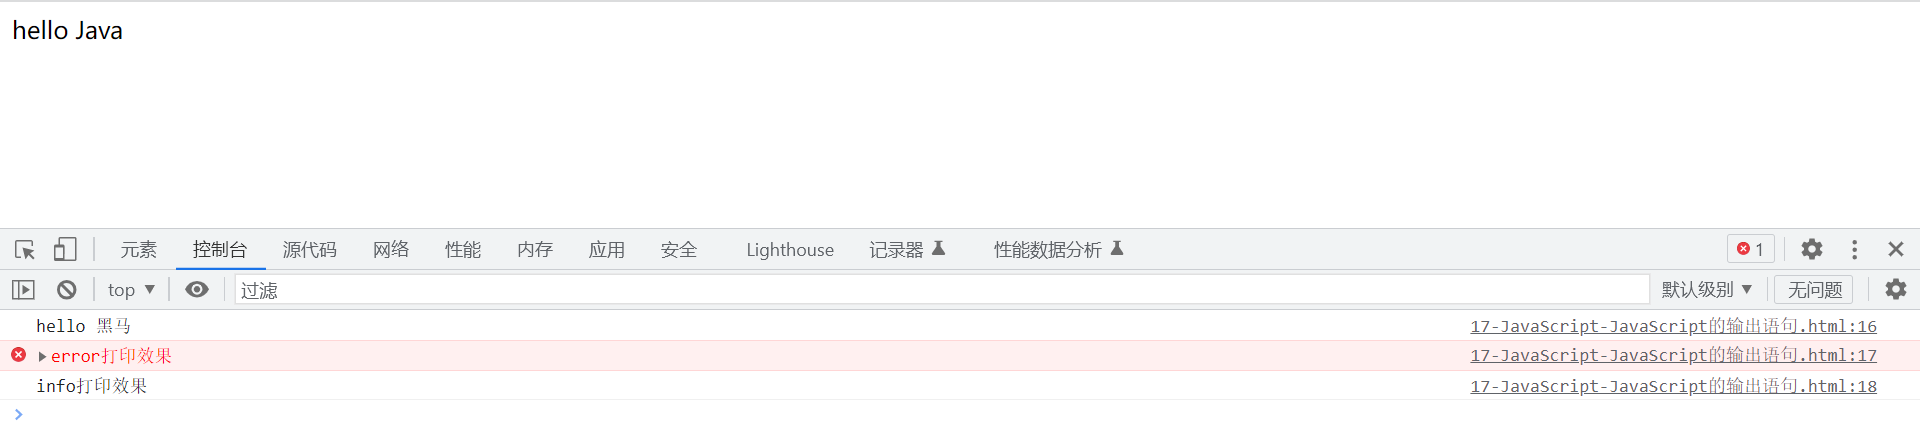 hello Java
元素 控制台 源代码 网络 性能 内存 应用 安全 Lighthouse 记录器 性能数据分析 1
top 过滤 默认级别 无问题
hello 黑马 17-JavaScript-JavaScript的输出语句.html:16
error打印效果 17-JavaScript-JavaScript的输出语句.html:17
info打印效果 17-JavaScript-JavaScript的输出语句.html:18